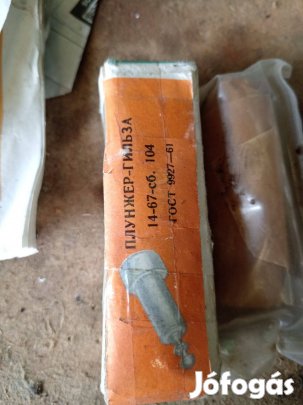 ПЛУНЖЕР-ГИЛЬЗА
14-67-сб. 104
ГОСТ 9927—61
Jófogás